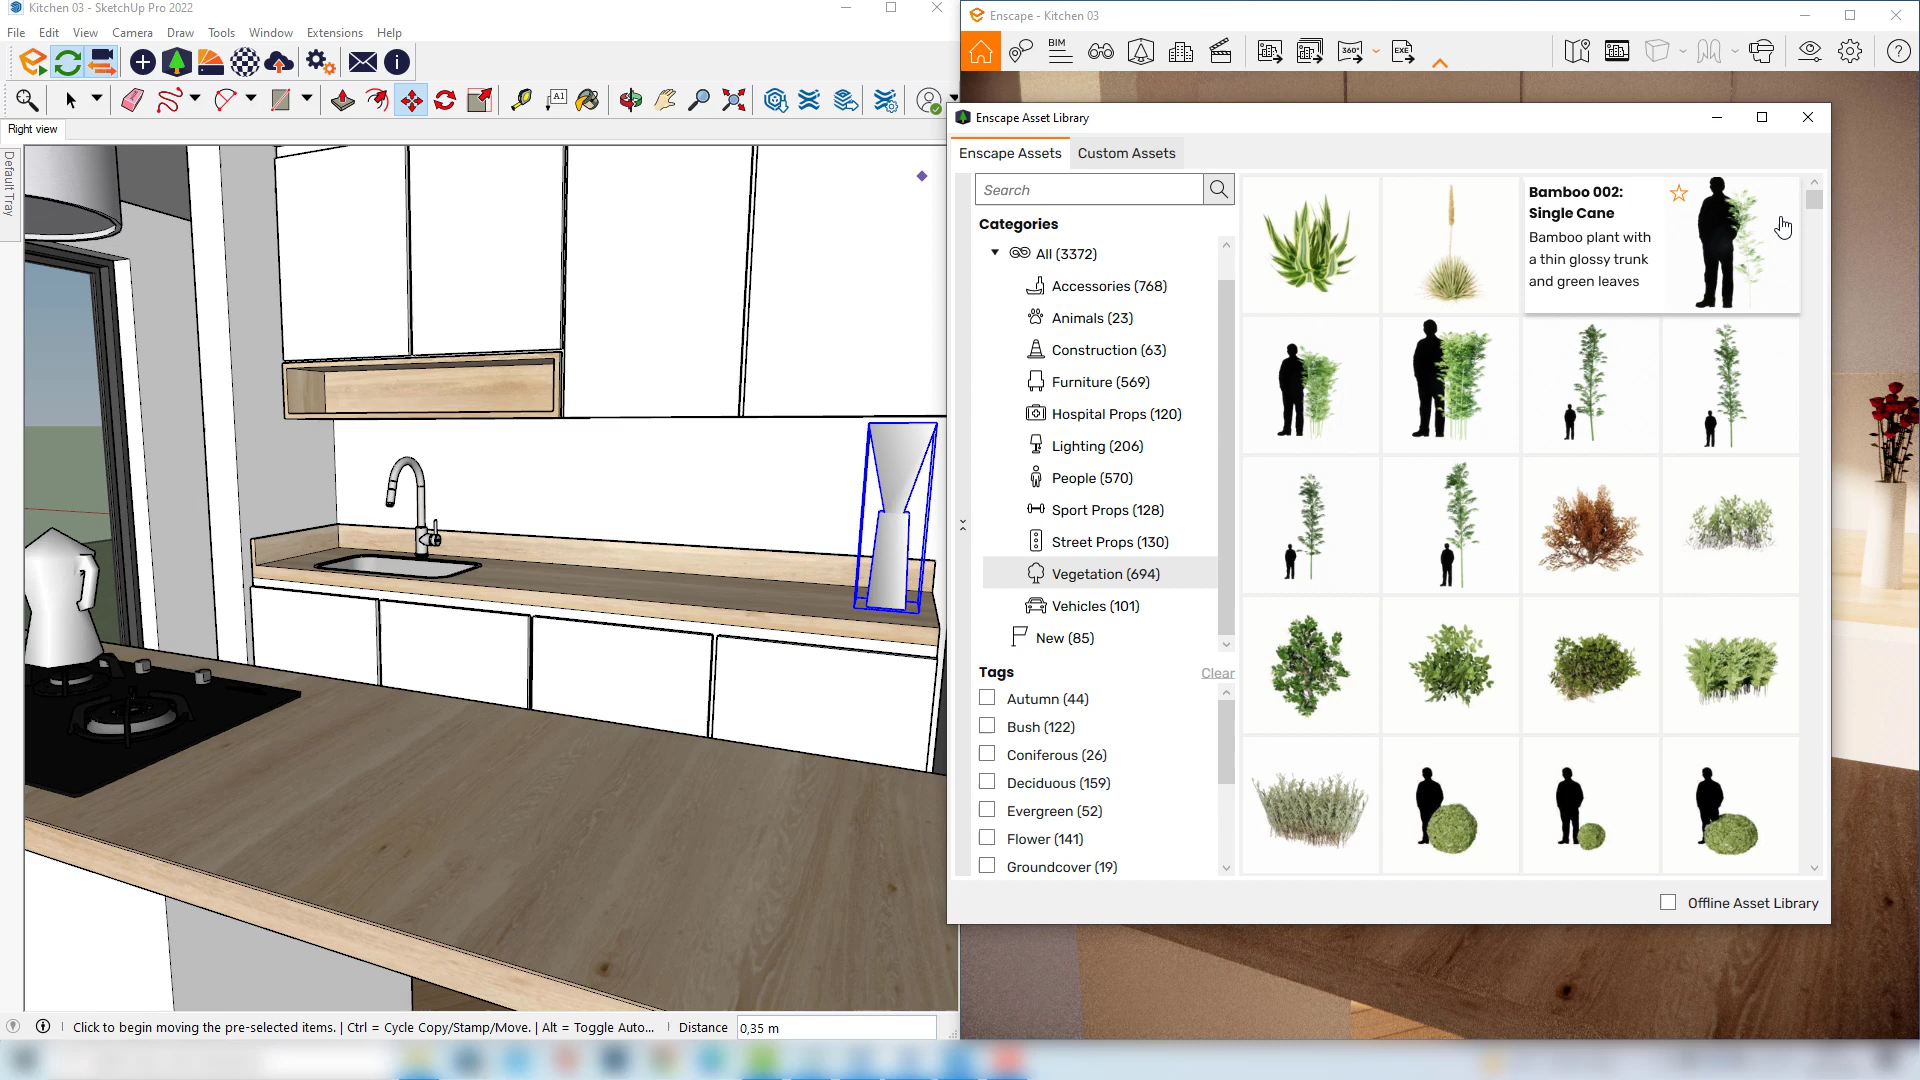 Kitchen 03 - SketchUp Pro 2022
File Edit View Camera Draw Tools Window Extensions Help
A1
Right view
Default Tray
Click to begin moving the pre-selected items. | Ctrl = Cycle Copy/Stamp/Move. | Alt = Toggle Auto... Distance 0,35 m
Enscape - Kitchen 03
BIM
360°
EXE
Enscape Asset Library
Enscape Assets Custom Assets
Search
Categories
All (3372)
Accessories (768)
Animals (23)
Construction (63)
Furniture (569)
Hospital Props (120)
Lighting (206)
People (570)
Sport Props (128)
Street Props (130)
Vegetation (694)
Vehicles (101)
New (85)
Tags Clear
Autumn (44)
Bush (122)
Coniferous (26)
Deciduous (159)
Evergreen (52)
Flower (141)
Groundcover (19)
Bamboo 002:
Single Cane
Bamboo plant with
a thin glossy trunk
and green leaves
Offline Asset Library